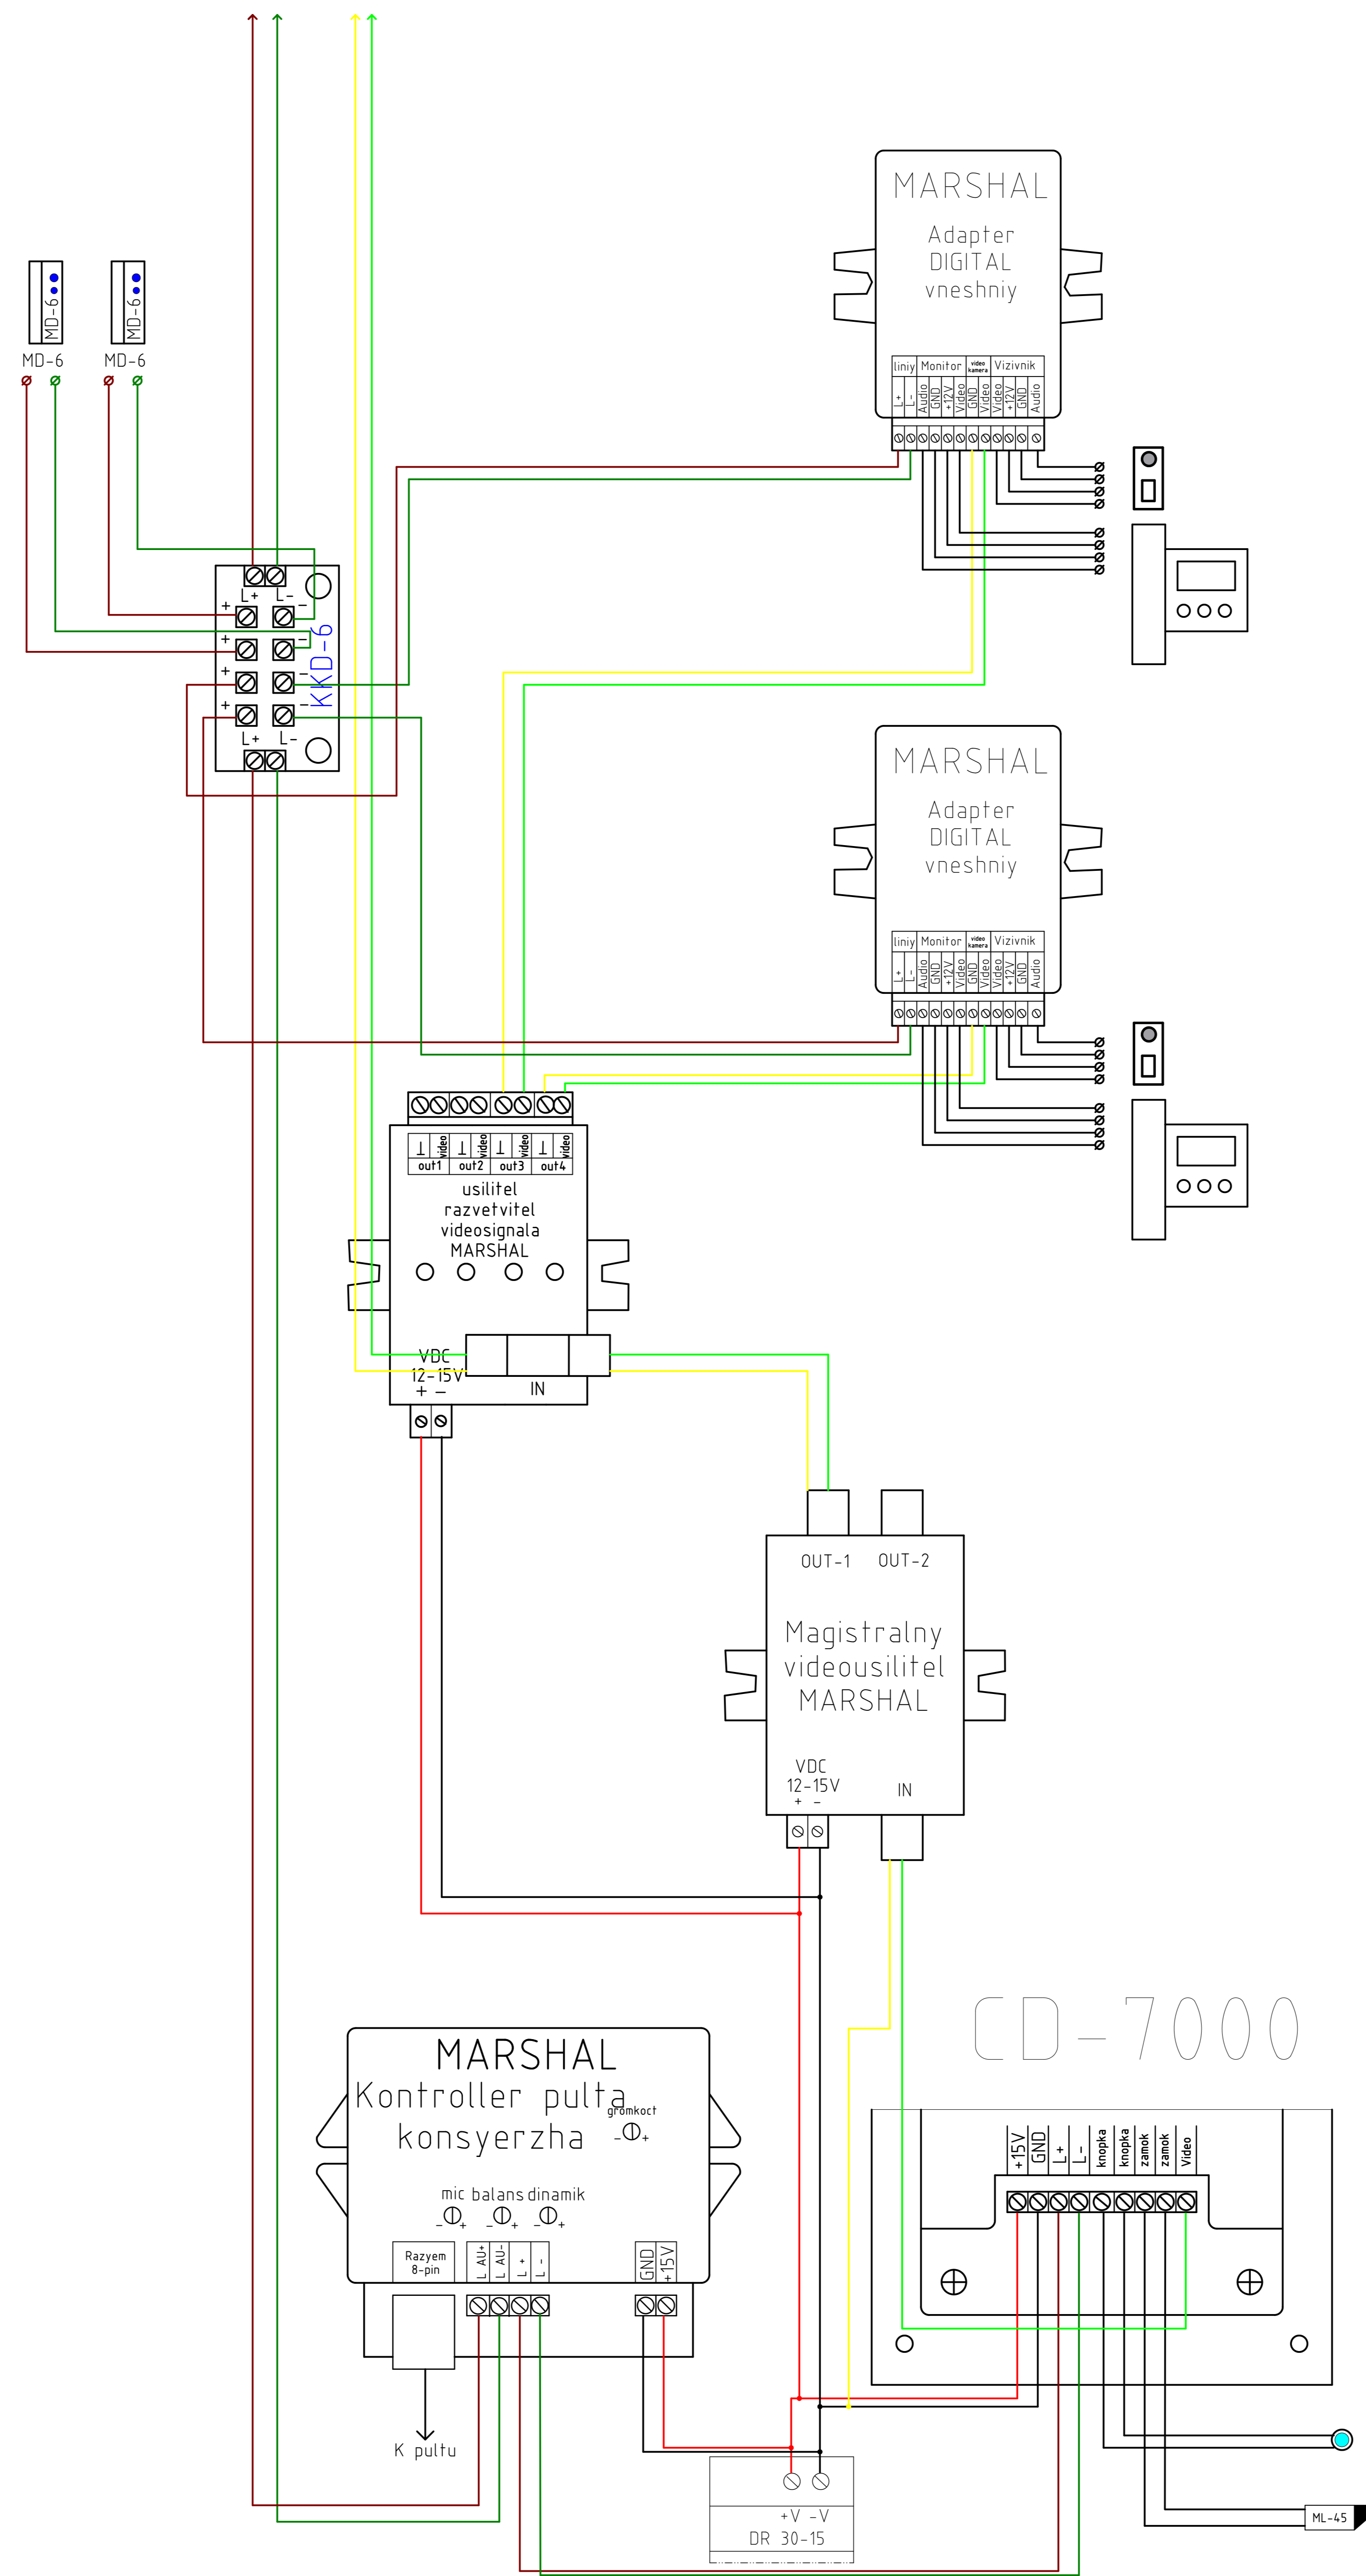 MARSHAL
Adapter
DIGITAL
vneshniy
liniy Monitor video kamera Vizivnik
L+ L- Audio GND +12V Video GND Video Video +12V GND Audio
MD-6 MD-6
MD-6 MD-6
L+ L-
+ -
+ -
+ -
+ -
L+ L-
KKD-6
MARSHAL
Adapter
DIGITAL
vneshniy
liniy Monitor video kamera Vizivnik
L+ L- Audio GND +12V Video GND Video Video +12V GND Audio
⊥ video ⊥ video ⊥ video ⊥ video
out1 out2 out3 out4
usilitel
razvetvitel
videosignala
MARSHAL
VDC
12-15V
+ -
IN
OUT-1 OUT-2
Magistralny
videousilitel
MARSHAL
VDC
12-15V
+ -
IN
CD-7000
+15V GND L+ L- knopka knopka zamok zamok Video
MARSHAL
Kontroller pulta
konsyerzha
gromkoct
- +
mic balans dinamik
- + - + - +
Razyem
8-pin
L AU+ L AU- L + L -
GND +15V
K pultu
+V -V
DR 30-15
ML-45